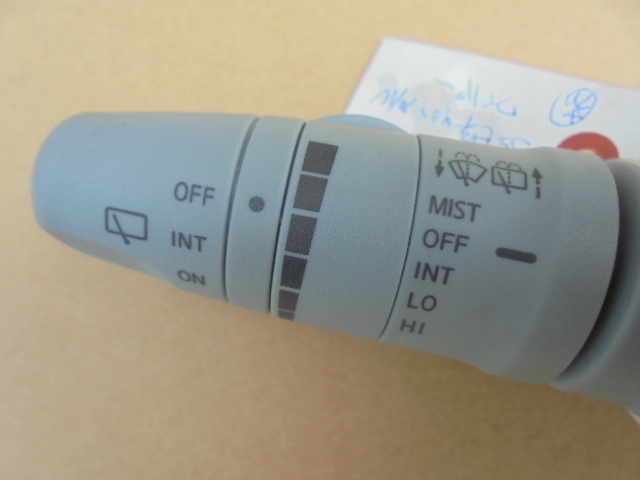 OFF
INT
ON
MIST
OFF
INT
LO
HI